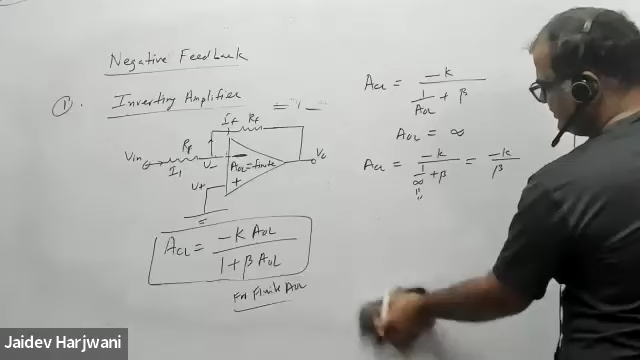 Negative Feedback
1. Inverting Amplifier
If Rf
Rf
Vin
I1
V-
AOL = finite
Vo
V+
- +
ACL = -K AOL / 1 + β AOL
For Finite AOL
ACL = -K / 1/AOL + β
AOL = ∞
ACL = -K / 1/∞ + β = -K / β
Jaidev Harjwani